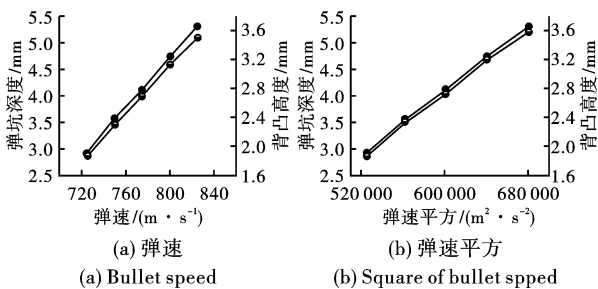 弹坑深度/mm
5.5
5.0
4.5
4.0
3.5
3.0
2.5
720 760 800 840
3.6
3.2
2.8
2.4
2.0
1.6
背凸高度/mm
弹速/(m · s⁻¹)
(a) 弹速
(a) Bullet speed
弹坑深度/mm
5.5
5.0
4.5
4.0
3.5
3.0
2.5
520 000 600 000 680 000
3.6
3.2
2.8
2.4
2.0
1.6
背凸高度/mm
弹速平方/(m² · s⁻²)
(b) 弹速平方
(b) Square of bullet spped